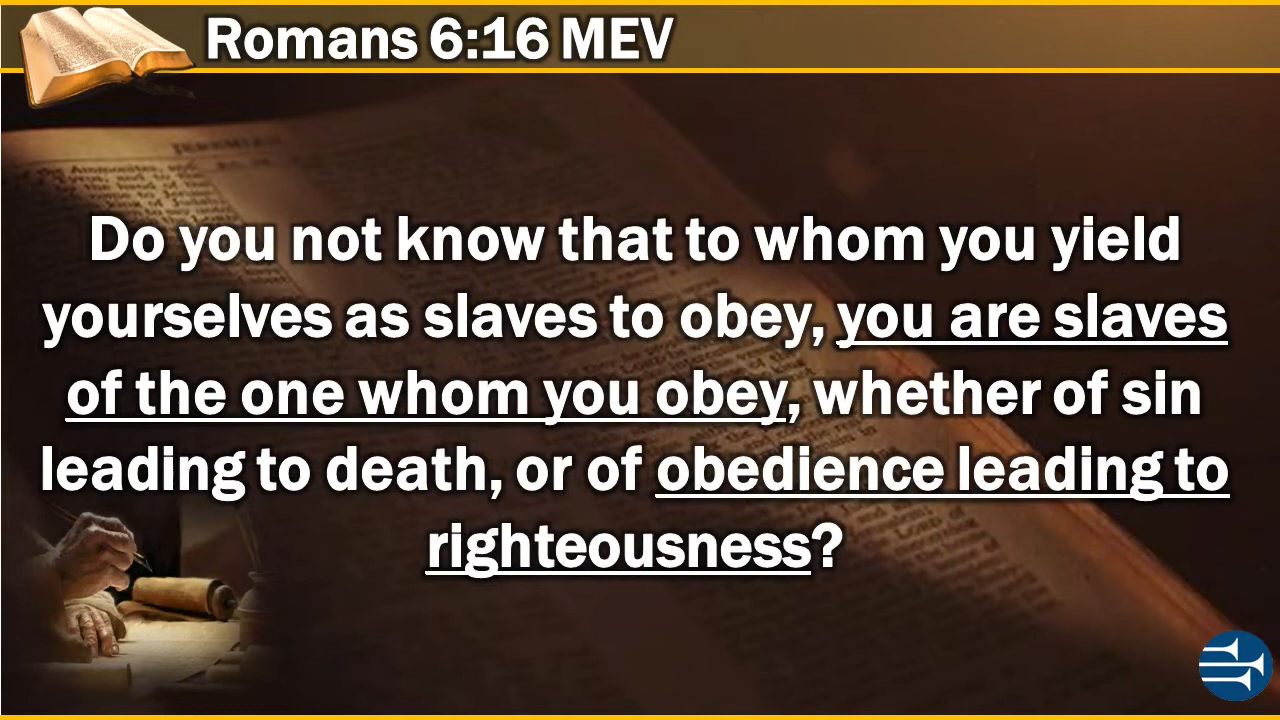 Romans 6:16 MEV
Do you not know that to whom you yield
yourselves as slaves to obey, you are slaves
of the one whom you obey, whether of sin
leading to death, or of obedience leading to
righteousness?